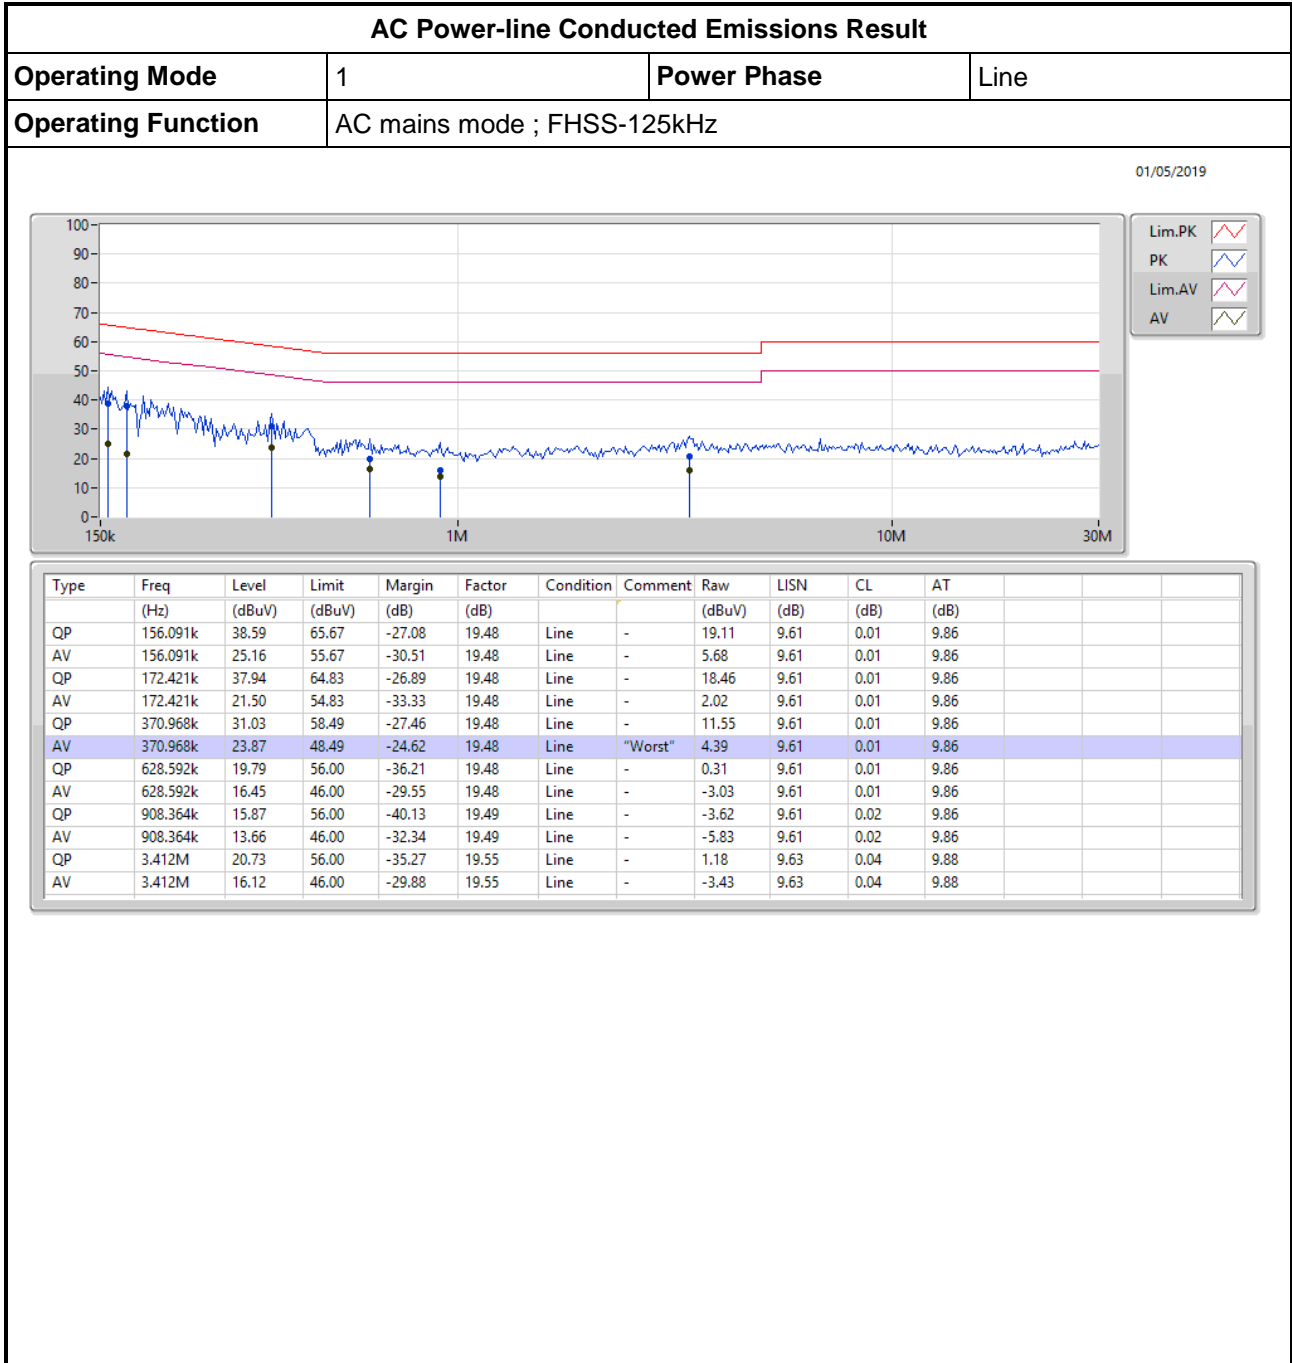 AC Power-line Conducted Emissions Result
Operating Mode 1 Power Phase Line
Operating Function AC mains mode ; FHSS-125kHz
01/05/2019
100
90
80
70
60
50
40
30
20
10
0
150k 1M 10M 30M
Lim.PK
PK
Lim.AV
AV
Type Freq Level Limit Margin Factor Condition Comment Raw LISN CL AT
(Hz) (dBuV) (dBuV) (dB) (dB) (dBuV) (dB) (dB) (dB)
QP 156.091k 38.59 65.67 -27.08 19.48 Line - 19.11 9.61 0.01 9.86
AV 156.091k 25.16 55.67 -30.51 19.48 Line - 5.68 9.61 0.01 9.86
QP 172.421k 37.94 64.83 -26.89 19.48 Line - 18.46 9.61 0.01 9.86
AV 172.421k 21.50 54.83 -33.33 19.48 Line - 2.02 9.61 0.01 9.86
QP 370.968k 31.03 58.49 -27.46 19.48 Line - 11.55 9.61 0.01 9.86
AV 370.968k 23.87 48.49 -24.62 19.48 Line "Worst" 4.39 9.61 0.01 9.86
QP 628.592k 19.79 56.00 -36.21 19.48 Line - 0.31 9.61 0.01 9.86
AV 628.592k 16.45 46.00 -29.55 19.48 Line - -3.03 9.61 0.01 9.86
QP 908.364k 15.87 56.00 -40.13 19.49 Line - -3.62 9.61 0.02 9.86
AV 908.364k 13.66 46.00 -32.34 19.49 Line - -5.83 9.61 0.02 9.86
QP 3.412M 20.73 56.00 -35.27 19.55 Line - 1.18 9.63 0.04 9.88
AV 3.412M 16.12 46.00 -29.88 19.55 Line - -3.43 9.63 0.04 9.88